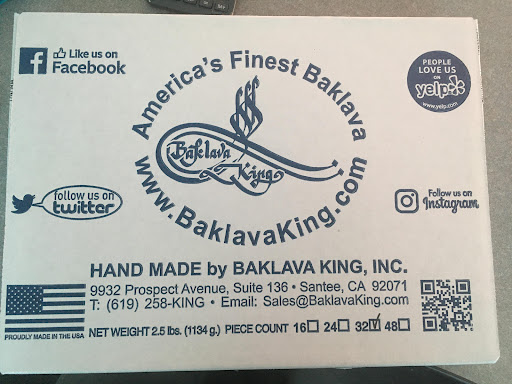 Like us on
Facebook
America's Finest Baklava
PEOPLE
LOVE US
ON
yelp
www.yelp.com
Baklava
King
www.BaklavaKing.com
follow us on
twitter
Follow us on
Instagram
HAND MADE by BAKLAVA KING, INC.
9932 Prospect Avenue, Suite 136 • Santee, CA 92071
T: (619) 258-KING • Email: Sales@BaklavaKing.com
PROUDLY MADE IN THE USA
NET WEIGHT 2.5 lbs. (1134 g.) PIECE COUNT 16☐ 24☐ 32☑ 48☐